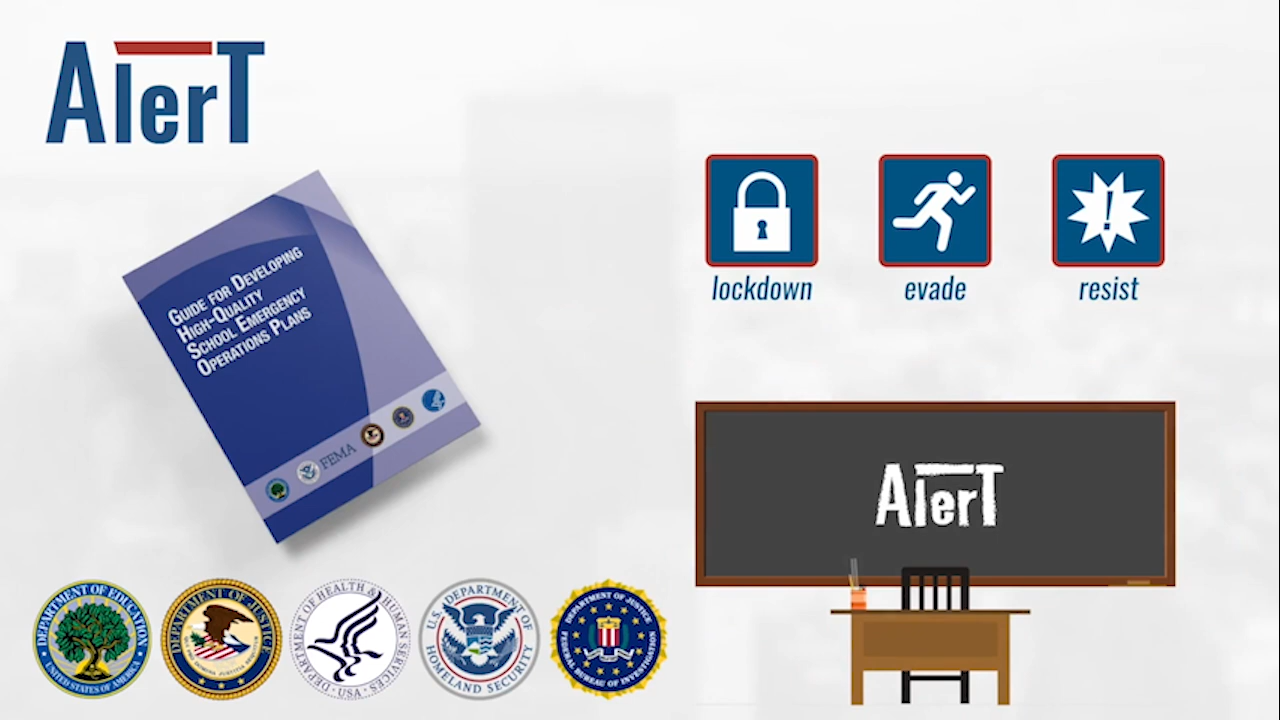 AlerT
GUIDE FOR DEVELOPING
HIGH-QUALITY
SCHOOL EMERGENCY
OPERATIONS PLANS
FEMA
lockdown
evade
resist
!
AlerT
DEPARTMENT OF EDUCATION
UNITED STATES OF AMERICA
DEPARTMENT OF JUSTICE
DEPARTMENT OF HEALTH & HUMAN SERVICES
· USA ·
U.S. DEPARTMENT OF
HOMELAND SECURITY
DEPARTMENT OF JUSTICE
FEDERAL BUREAU OF INVESTIGATION